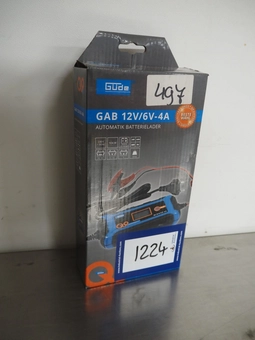 Güde
497
GAB 12V/6V-4A
AUTOMATIK BATTERIELADER
1224